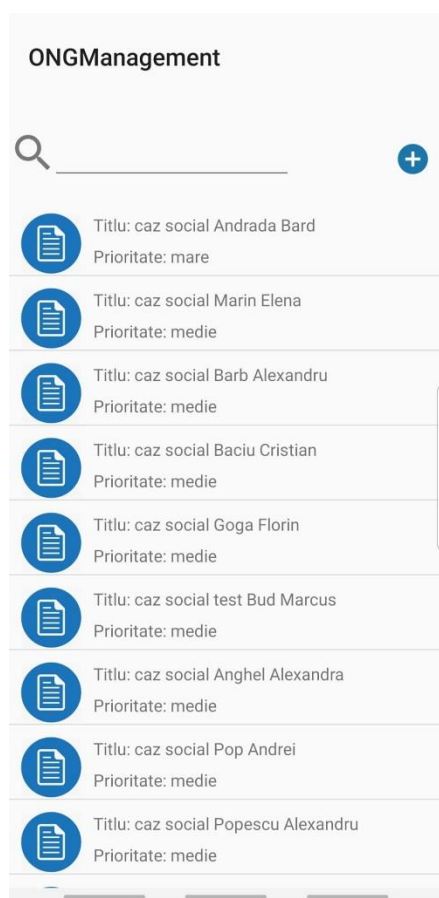 ONGManagement
Titlu: caz social Andrada Bard
Prioritate: mare
Titlu: caz social Marin Elena
Prioritate: medie
Titlu: caz social Barb Alexandru
Prioritate: medie
Titlu: caz social Baciu Cristian
Prioritate: medie
Titlu: caz social Goga Florin
Prioritate: medie
Titlu: caz social test Bud Marcus
Prioritate: medie
Titlu: caz social Anghel Alexandra
Prioritate: medie
Titlu: caz social Pop Andrei
Prioritate: medie
Titlu: caz social Popescu Alexandru
Prioritate: medie